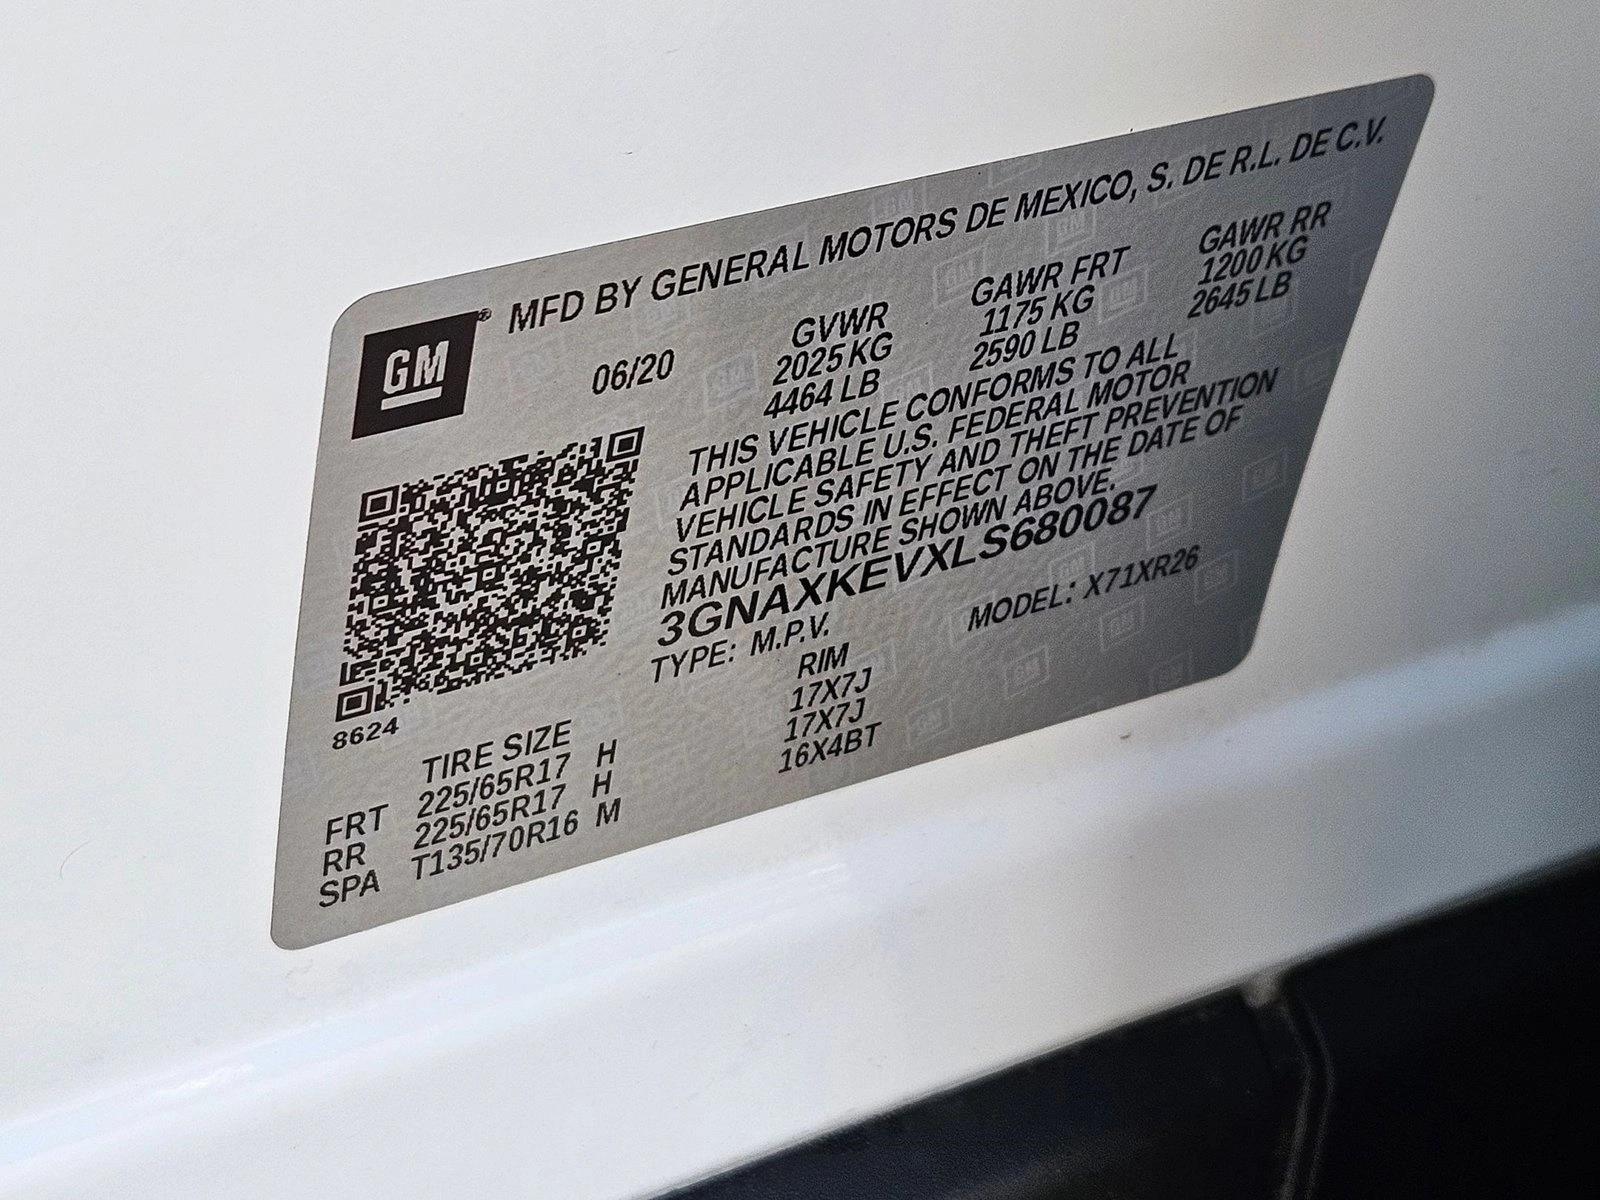 GM® MFD BY GENERAL MOTORS DE MEXICO, S. DE R.L. DE C.V.
06/20 GVWR GAWR FRT GAWR RR
2025 KG 1175 KG 1200 KG
4464 LB 2590 LB 2645 LB
THIS VEHICLE CONFORMS TO ALL
APPLICABLE U.S. FEDERAL MOTOR
VEHICLE SAFETY AND THEFT PREVENTION
STANDARDS IN EFFECT ON THE DATE OF
MANUFACTURE SHOWN ABOVE.
3GNAXKEVXLS680087
TYPE: M.P.V. MODEL: X71XR26
8624
TIRE SIZE RIM
FRT 225/65R17 H 17X7J
RR 225/65R17 H 17X7J
SPA T135/70R16 M 16X4BT